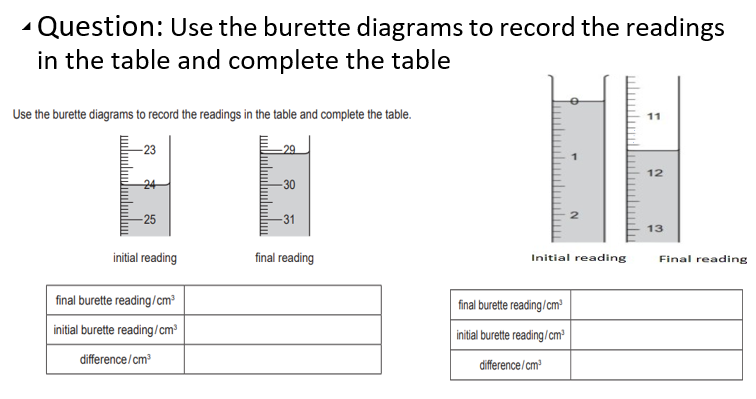 Question: Use the burette diagrams to record the readings
in the table and complete the table
Use the burette diagrams to record the readings in the table and complete the table.
23
24
25
initial reading
29
30
31
final reading
final burette reading/cm³
initial burette reading/cm³
difference/cm³
0
1
2
Initial reading
11
12
13
Final reading
final burette reading/cm³
initial burette reading/cm³
difference/cm³